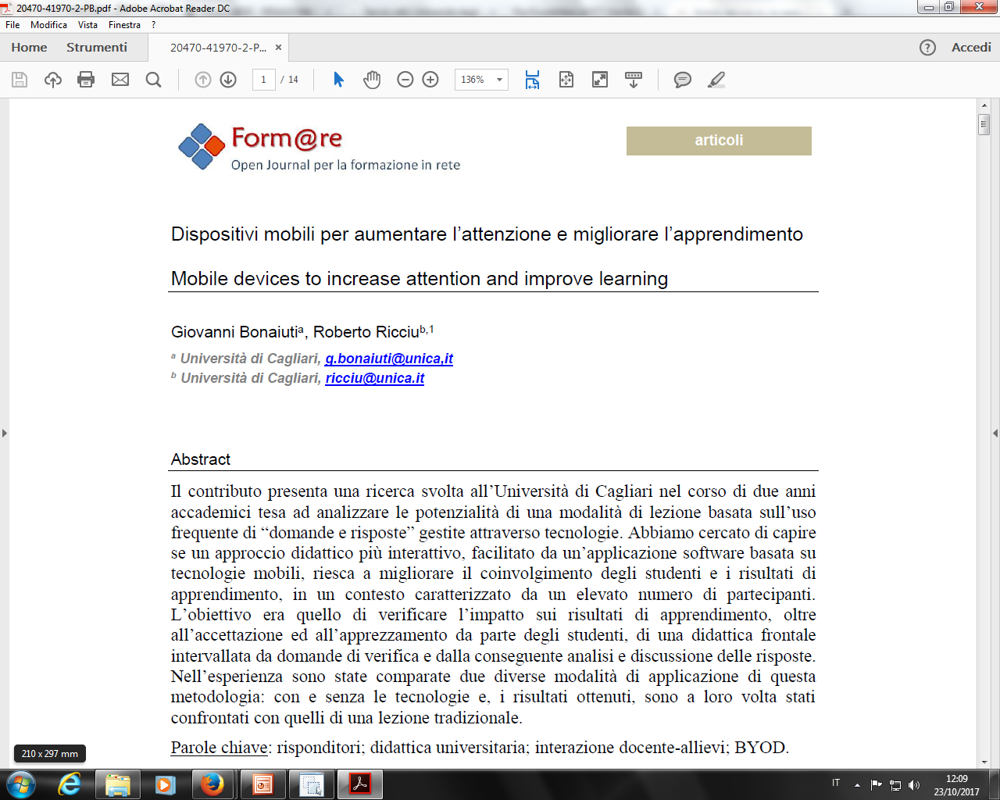 20470-41970-2-PB.pdf - Adobe Acrobat Reader DC
File Modifica Vista Finestra ?
Home Strumenti 20470-41970-2-P... × ? Accedi
1 / 14 136%
Form@re
Open Journal per la formazione in rete
articoli
Dispositivi mobili per aumentare l’attenzione e migliorare l’apprendimento
Mobile devices to increase attention and improve learning
Giovanni Bonaiutiᵃ, Roberto Ricciuᵇ,¹
ᵃ Università di Cagliari, g.bonaiuti@unica,it
ᵇ Università di Cagliari, ricciu@unica.it
Abstract
Il contributo presenta una ricerca svolta all’Università di Cagliari nel corso di due anni
accademici tesa ad analizzare le potenzialità di una modalità di lezione basata sull’uso
frequente di “domande e risposte” gestite attraverso tecnologie. Abbiamo cercato di capire
se un approccio didattico più interattivo, facilitato da un’applicazione software basata su
tecnologie mobili, riesca a migliorare il coinvolgimento degli studenti e i risultati di
apprendimento, in un contesto caratterizzato da un elevato numero di partecipanti.
L’obiettivo era quello di verificare l’impatto sui risultati di apprendimento, oltre
all’accettazione ed all’apprezzamento da parte degli studenti, di una didattica frontale
intervallata da domande di verifica e dalla conseguente analisi e discussione delle risposte.
Nell’esperienza sono state comparate due diverse modalità di applicazione di questa
metodologia: con e senza le tecnologie e, i risultati ottenuti, sono a loro volta stati
confrontati con quelli di una lezione tradizionale.
Parole chiave: risponditori; didattica universitaria; interazione docente-allievi; BYOD.
210 x 297 mm
IT
12:09
23/10/2017